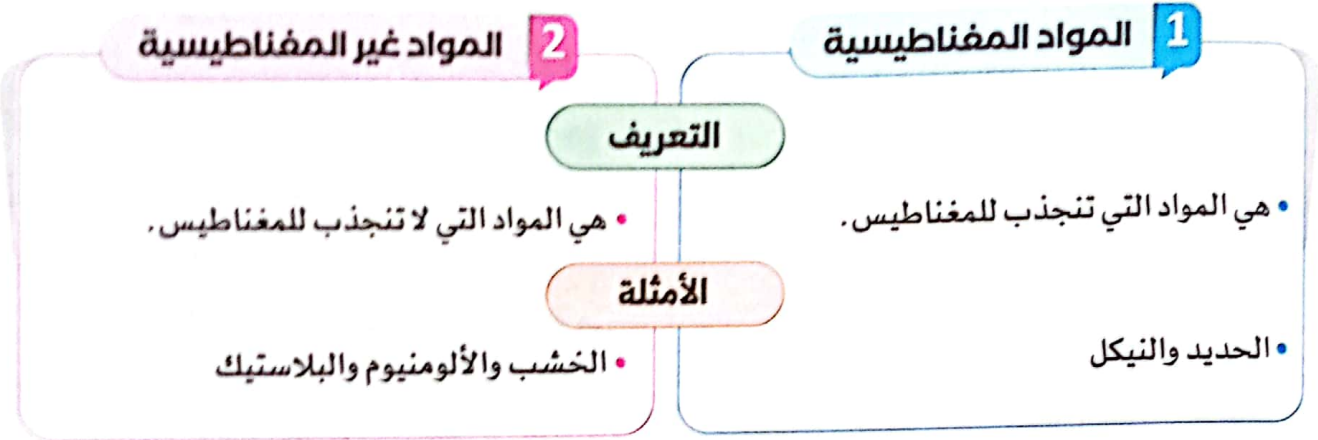 1 المواد المغناطيسية
2 المواد غير المغناطيسية
التعريف
• هي المواد التي تنجذب للمغناطيس.
• هي المواد التي لا تنجذب للمغناطيس.
الأمثلة
• الحديد والنيكل
• الخشب والألومنيوم والبلاستيك